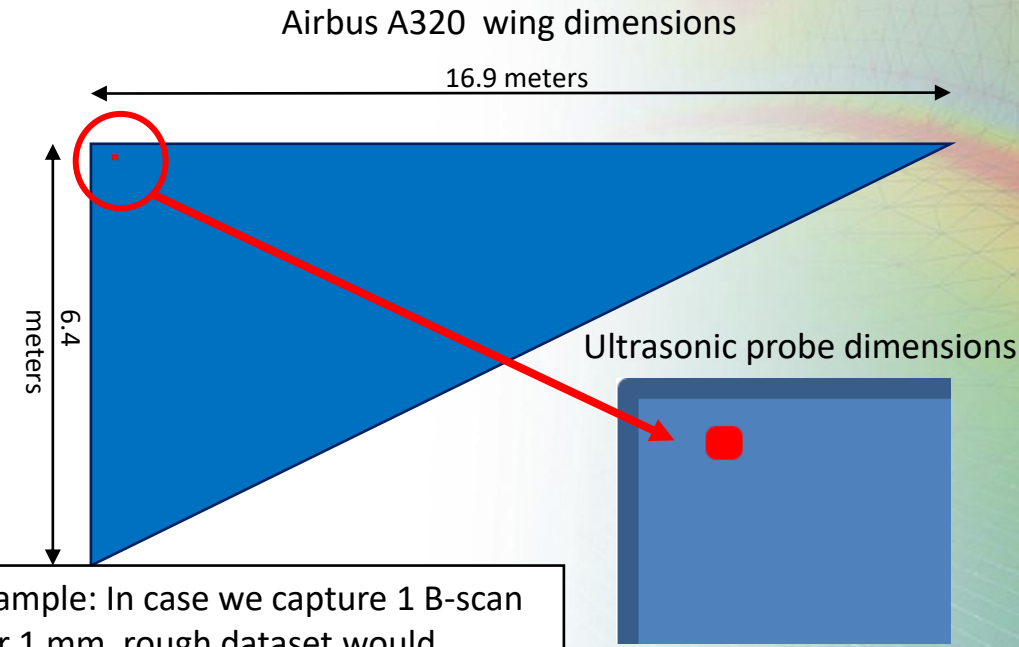 Airbus A320 wing dimensions
16.9 meters
6.4
meters
Ultrasonic probe dimensions
ample: In case we capture 1 B-scan
1 mm, rough dataset would